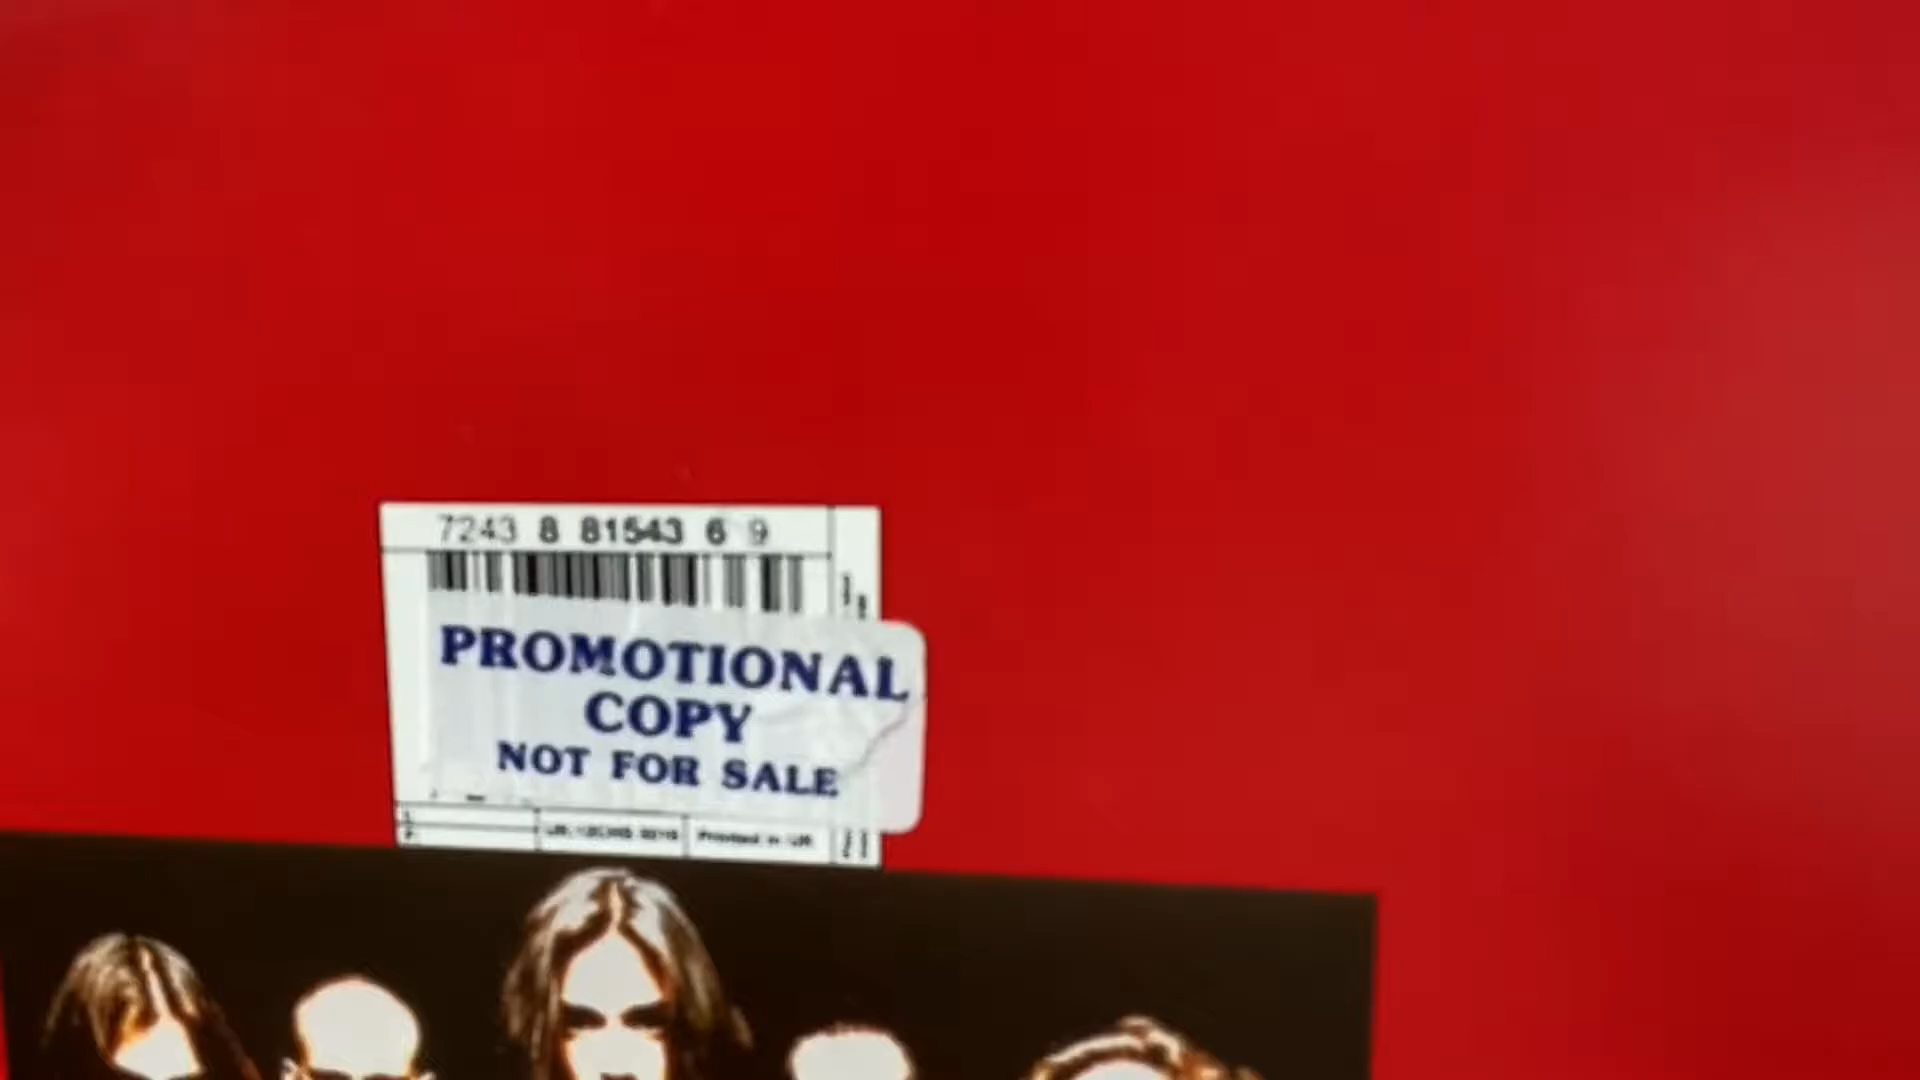 7243 8 81543 6 9
PROMOTIONAL
COPY
NOT FOR SALE
Printed in UK